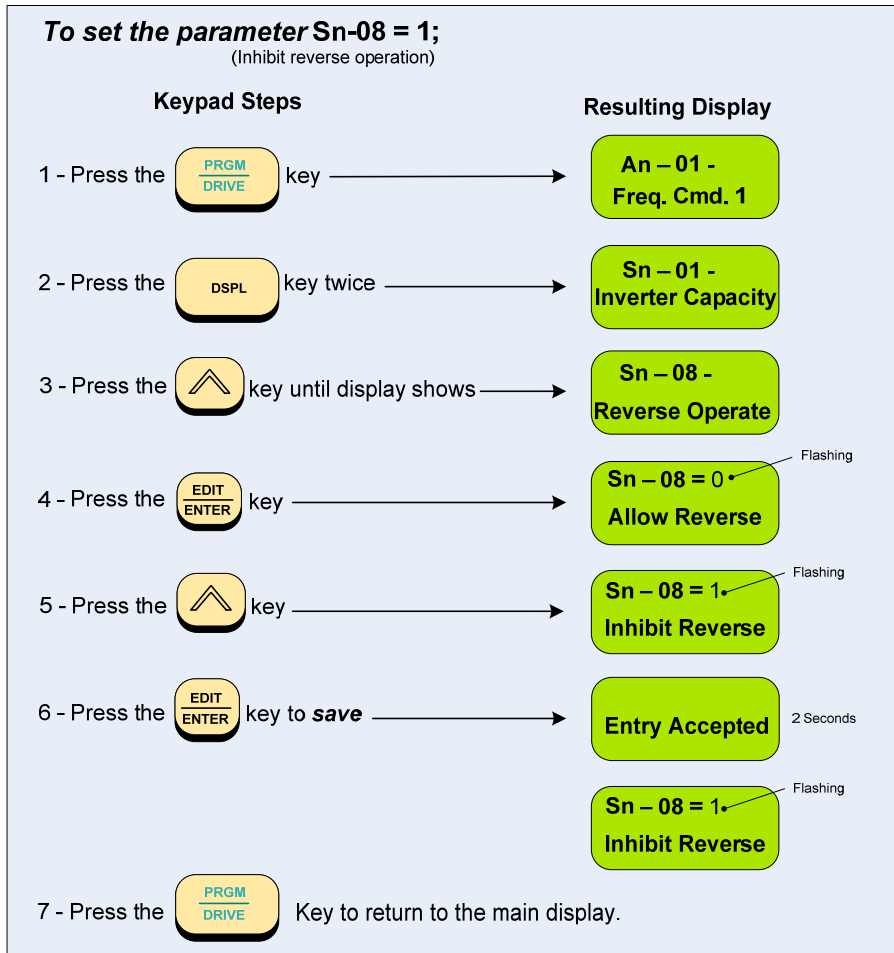 To set the parameter Sn-08 = 1;
(Inhibit reverse operation)
Keypad Steps
Resulting Display
1 - Press the PRGM
DRIVE key
An – 01 -
Freq. Cmd. 1
2 - Press the DSPL key twice
Sn – 01 -
Inverter Capacity
3 - Press the key until display shows
Sn – 08 -
Reverse Operate
4 - Press the EDIT
ENTER key
Flashing
Sn – 08 = 0
Allow Reverse
5 - Press the key
Flashing
Sn – 08 = 1
Inhibit Reverse
6 - Press the EDIT
ENTER key to save
Entry Accepted
2 Seconds
Flashing
Sn – 08 = 1
Inhibit Reverse
7 - Press the PRGM
DRIVE Key to return to the main display.